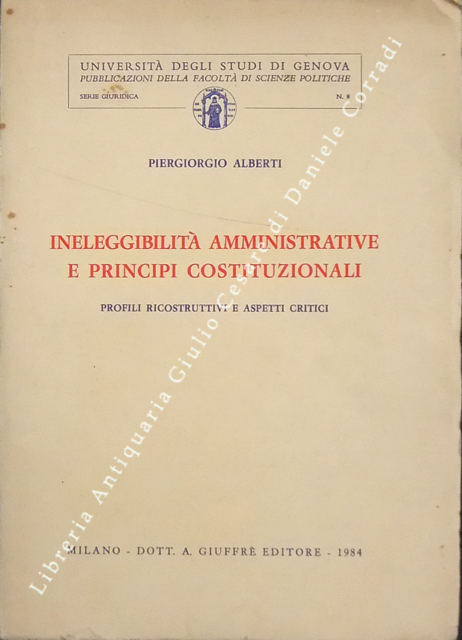 UNIVERSITÀ DEGLI STUDI DI GENOVA
PUBBLICAZIONI DELLA FACOLTÀ DI SCIENZE POLITICHE
SERIE GIURIDICA N. 8
PIERGIORGIO ALBERTI
INELEGGIBILITÀ AMMINISTRATIVE
E PRINCIPI COSTITUZIONALI
PROFILI RICOSTRUTTIVI E ASPETTI CRITICI
MILANO - DOTT. A. GIUFFRÈ EDITORE - 1984
Libreria Antiquaria Giulio Cesare di Daniele Corradi